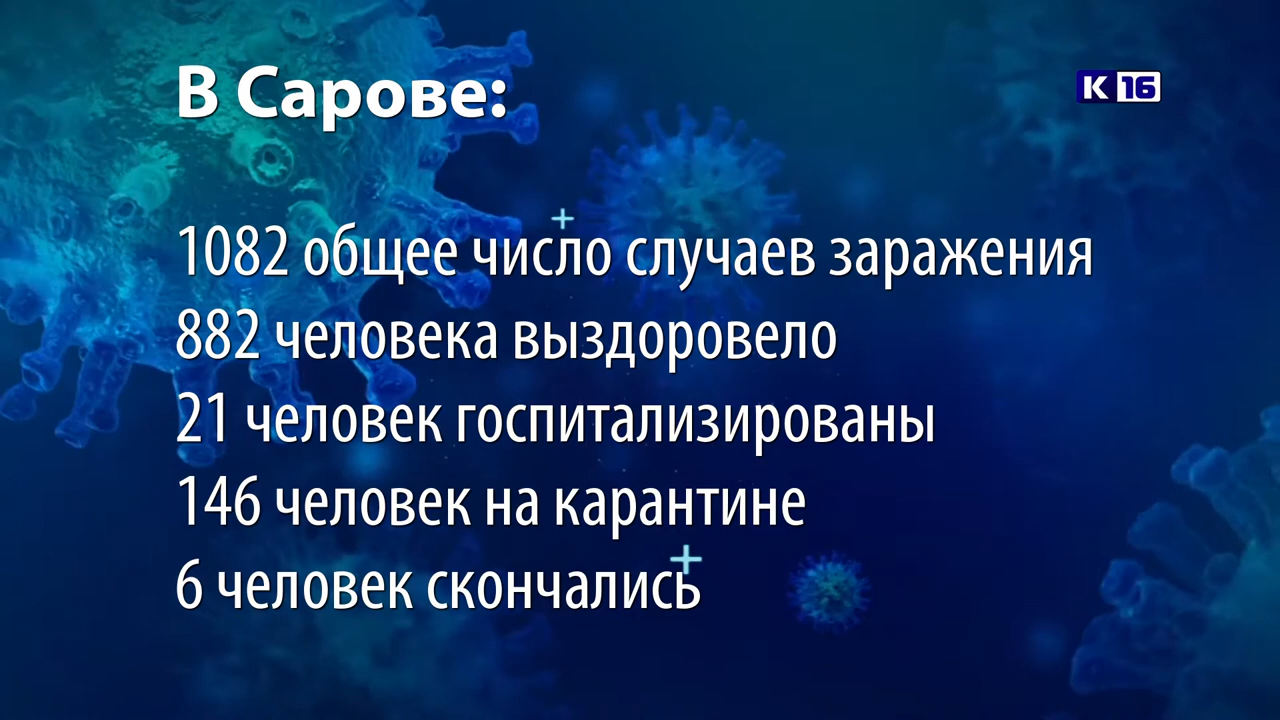 В Сарове:
К 16
1082 общее число случаев заражения
882 человека выздоровело
21 человек госпитализированы
146 человек на карантине
6 человек скончались